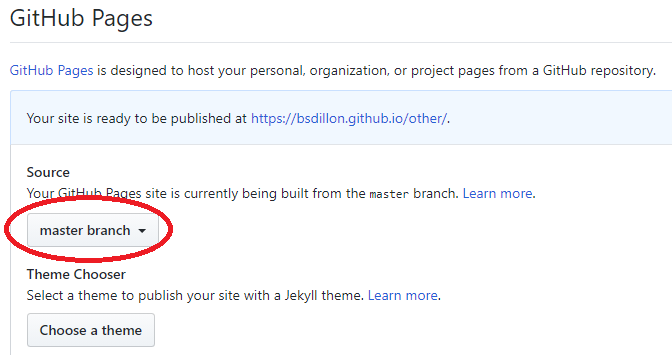 GitHub Pages
GitHub Pages is designed to host your personal, organization, or project pages from a GitHub repository.
Your site is ready to be published at https://bsdillon.github.io/other/.
Source
Your GitHub Pages site is currently being built from the master branch. Learn more.
master branch
Theme Chooser
Select a theme to publish your site with a Jekyll theme. Learn more.
Choose a theme